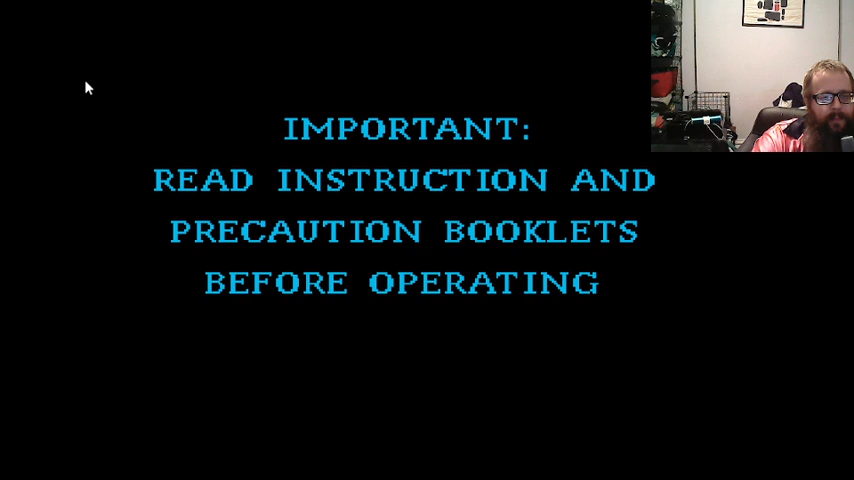 IMPORTANT:
READ INSTRUCTION AND
PRECAUTION BOOKLETS
BEFORE OPERATING